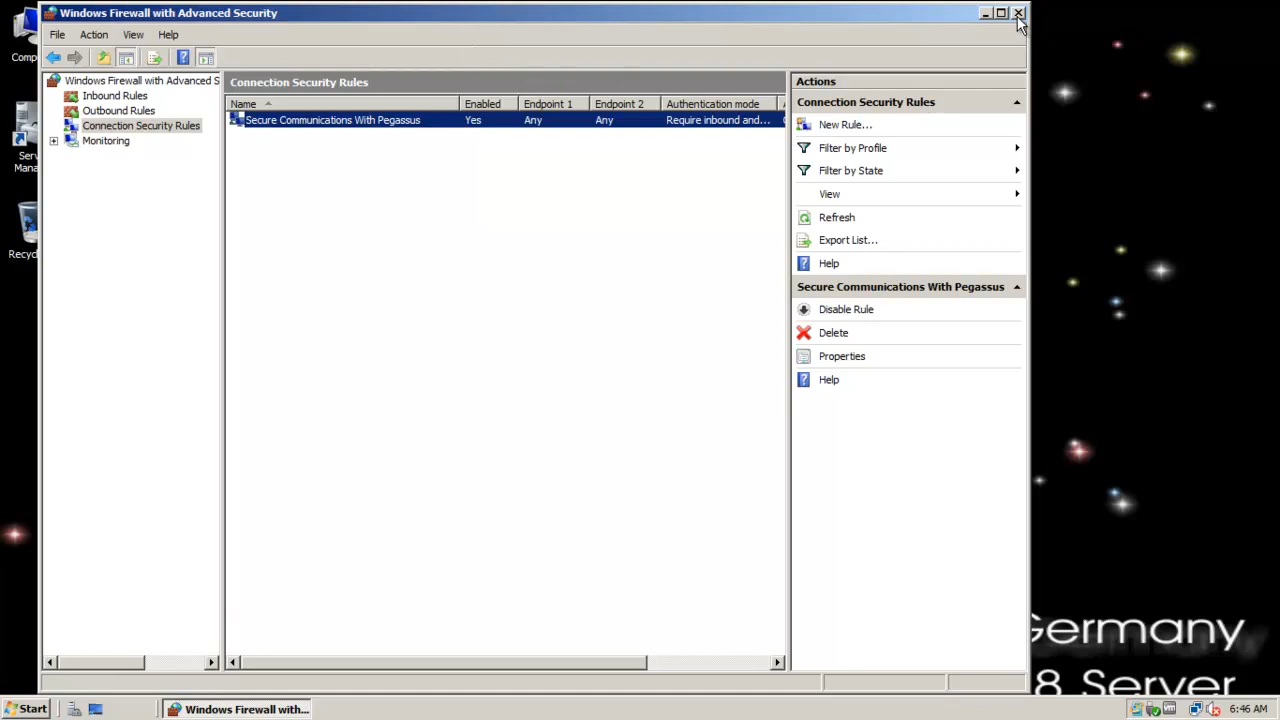 Windows Firewall with Advanced Security
File Action View Help
Windows Firewall with Advanced S
Inbound Rules
Outbound Rules
Connection Security Rules
Monitoring
Connection Security Rules
Name Enabled Endpoint 1 Endpoint 2 Authentication mode
Secure Communications With Pegassus Yes Any Any Require inbound and...
Actions
Connection Security Rules
New Rule...
Filter by Profile
Filter by State
View
Refresh
Export List...
Help
Secure Communications With Pegassus
Disable Rule
Delete
Properties
Help
Comp
Serv
Mana
Recyc
Germany
8 Server
Start
Windows Firewall with...
6:46 AM